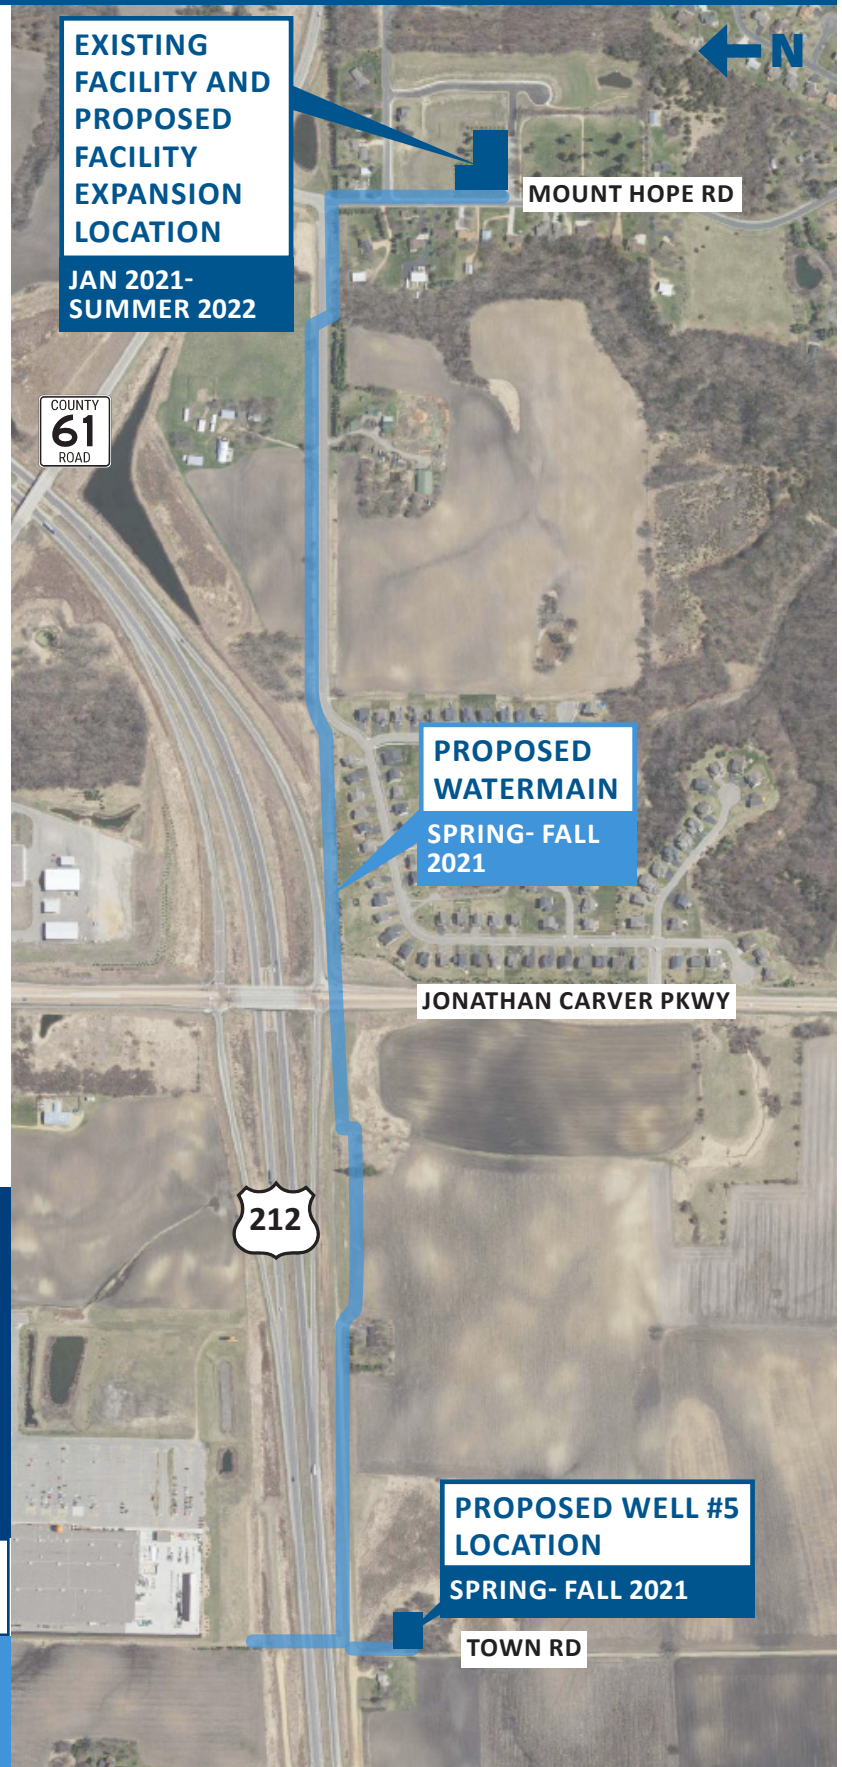 EXISTING
FACILITY AND
PROPOSED
FACILITY
EXPANSION
LOCATION
JAN 2021-
SUMMER 2022
N
MOUNT HOPE RD
COUNTY
61
ROAD
PROPOSED
WATERMAIN
SPRING- FALL
2021
JONATHAN CARVER PKWY
212
PROPOSED WELL #5
LOCATION
SPRING- FALL 2021
TOWN RD